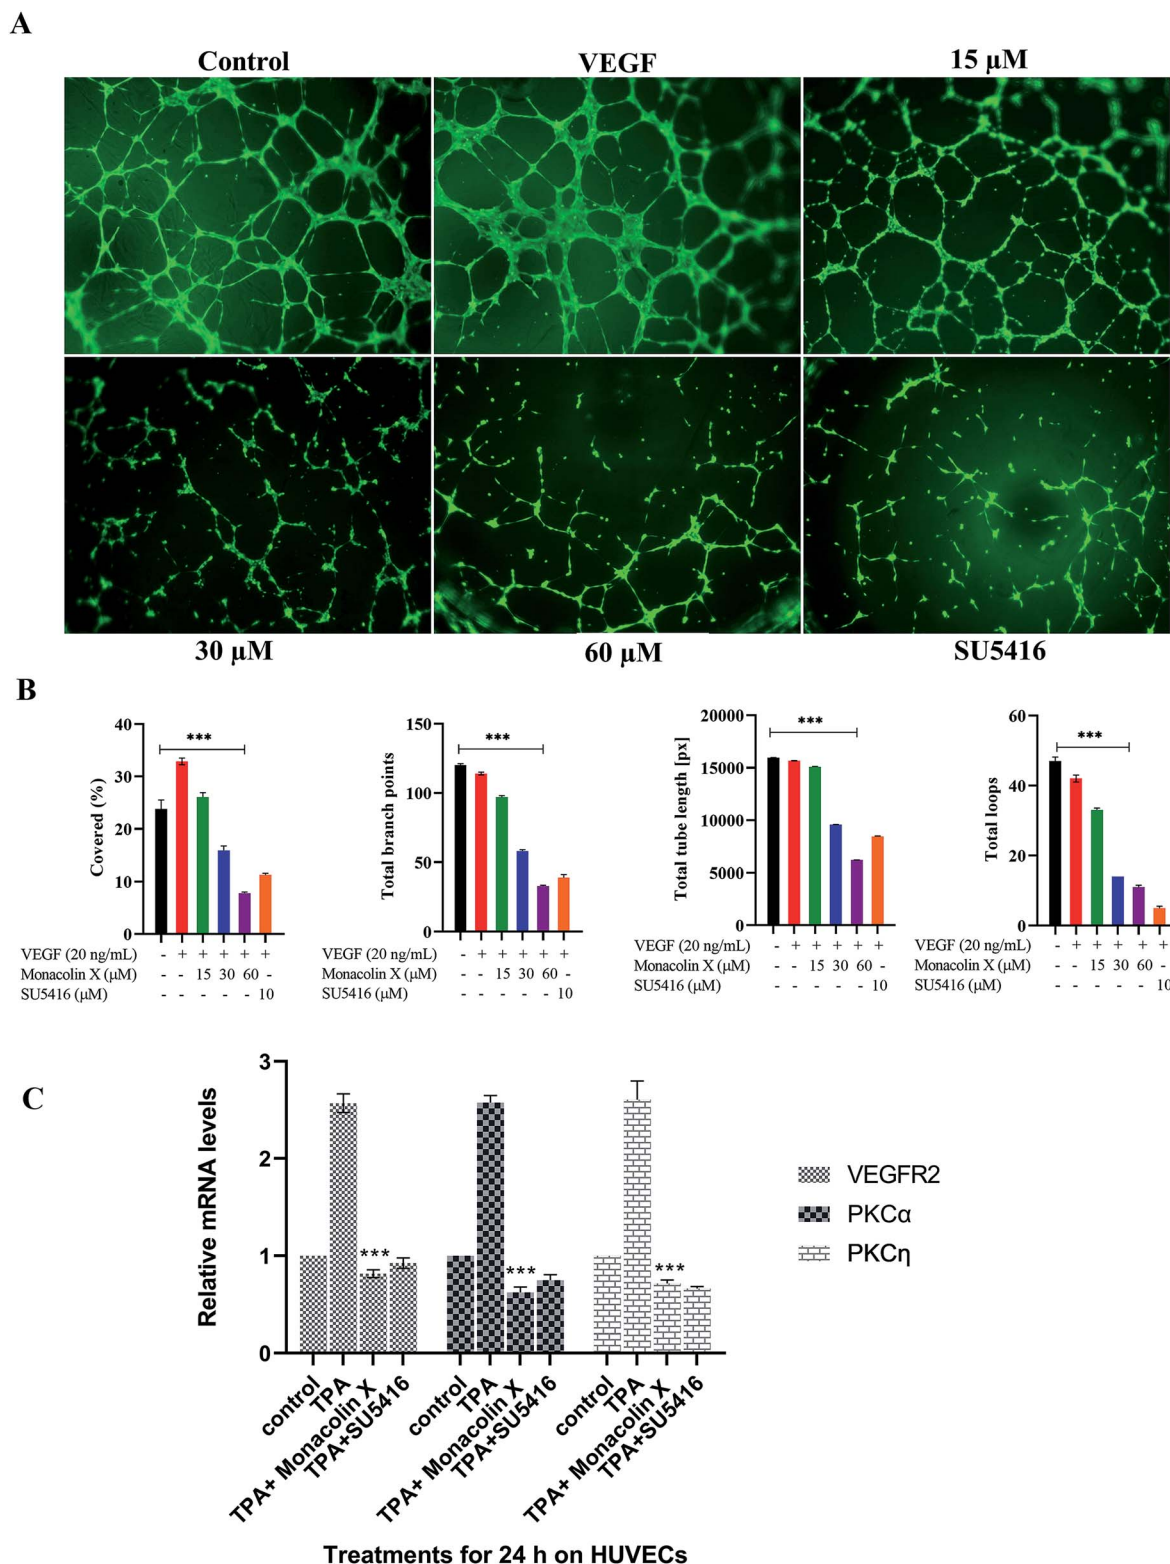 A
Control VEGF 15 µM
30 µM 60 µM SU5416
B
40
30
20
10
0
Covered (%)
***
VEGF (20 ng/mL) - + + + + +
Monacolin X (µM) - - 15 30 60 -
SU5416 (µM) - - - - - 10
150
100
50
0
Total branch points
***
VEGF (20 ng/mL) - + + + + +
Monacolin X (µM) - - 15 30 60 -
SU5416 (µM) - - - - - 10
20000
15000
10000
5000
0
Total tube length [px]
***
VEGF (20 ng/mL) - + + + + +
Monacolin X (µM) - - 15 30 60 -
SU5416 (µM) - - - - - 10
60
40
20
0
Total loops
***
VEGF (20 ng/mL) - + + + + +
Monacolin X (µM) - - 15 30 60 -
SU5416 (µM) - - - - - 10
C
3
2
1
0
Relative mRNA levels
*** *** ***
control
TPA
TPA+ Monacolin X
TPA+SU5416
control
TPA
TPA+ Monacolin X
TPA+SU5416
control
TPA
TPA+ Monacolin X
TPA+SU5416
VEGFR2
PKCα
PKCη
Treatments for 24 h on HUVECs